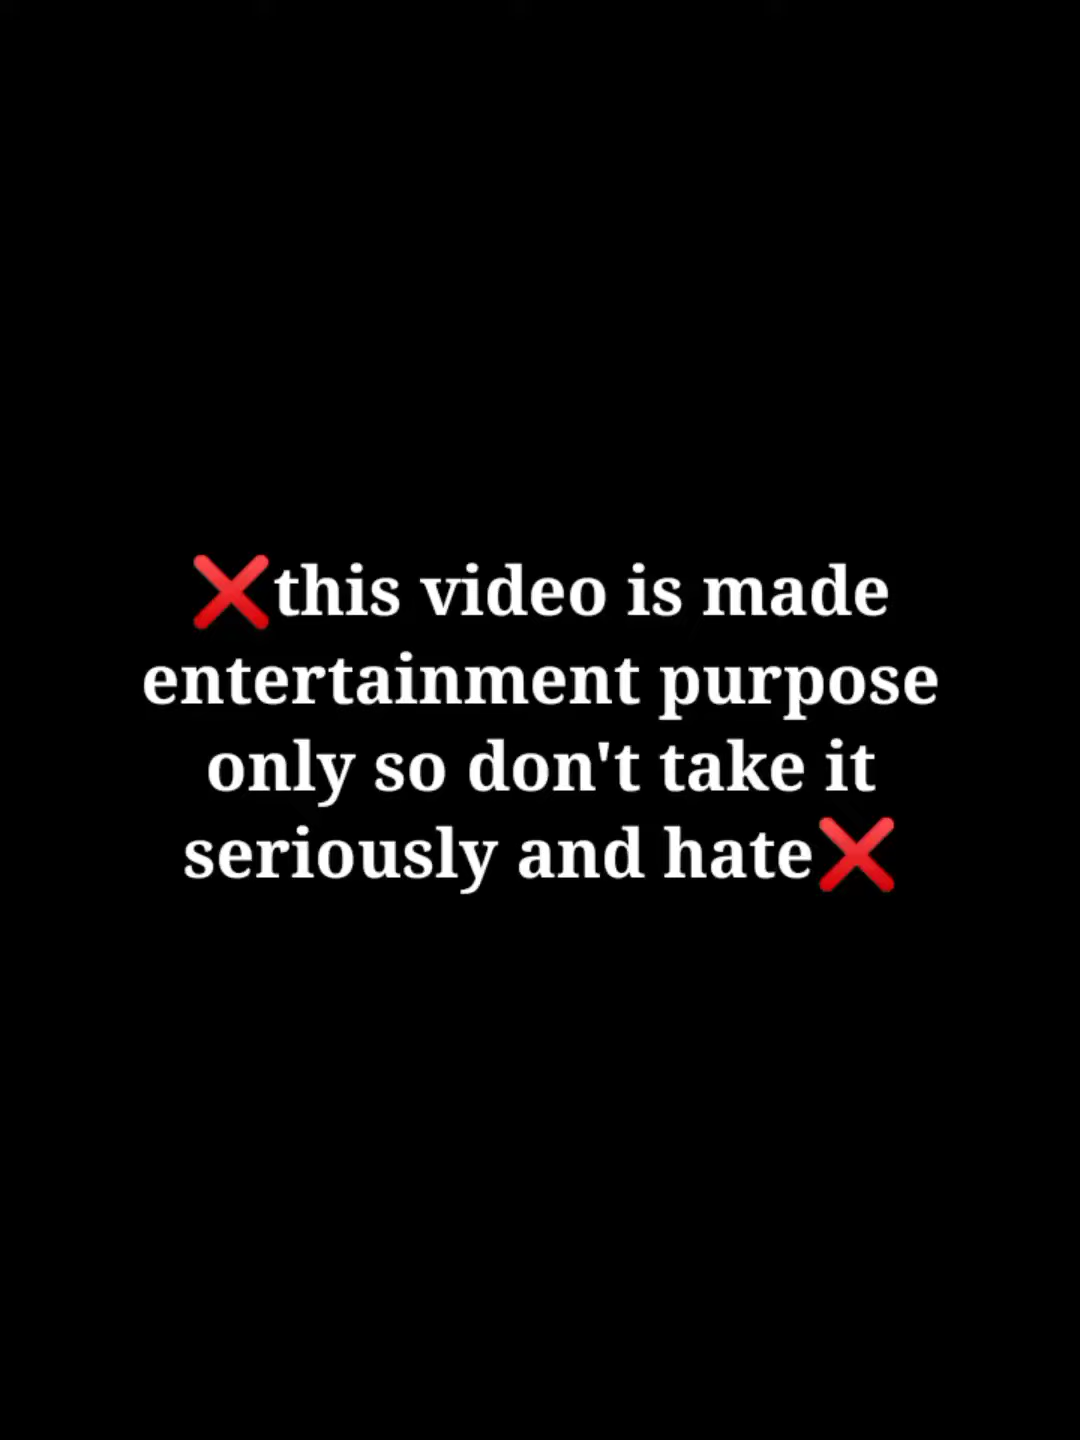 ❌this video is made
entertainment purpose
only so don't take it
seriously and hate❌